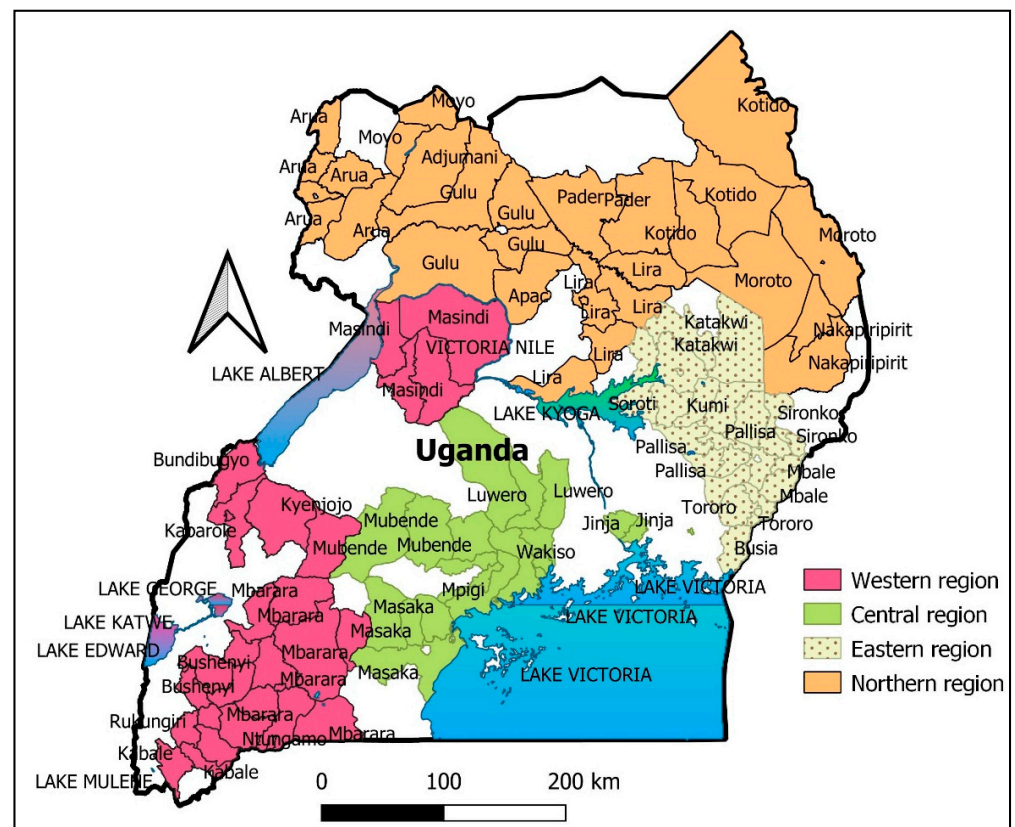 Kotido
Moyo
Arua
Moyo
Adjumani
Arua
Arua
Gulu
Pader
Pader
Kotido
Gulu
Arua
Arua
Kotido
Moroto
Gulu
Gulu
Lira
Moroto
Lira
Apac
Lira
Lira
Masindi
Masindi
Katakwi
Nakapiripirit
VICTORIA NILE
Katakwi
Lira
Nakapiripirit
LAKE ALBERT
Lira
Masindi
LAKE KYOGA
Soroti
Kumi
Sironko
Uganda
Pallisa
Sironko
Pallisa
Bundibugyo
Pallisa
Mbale
Luwero
Luwero
Mbale
Kyenjojo
Tororo
Kabarole
Mubende
Jinja
Jinja
Tororo
Mubende
Mubende
Wakiso
Busia
LAKE GEORGE
Mbarara
Mpigi
LAKE VICTORIA
Western region
LAKE KATWE
Mbarara
Masaka
LAKE VICTORIA
Central region
Masaka
LAKE EDWARD
Mbarara
Eastern region
Bushenyi
Masaka
LAKE VICTORIA
Bushenyi
Mbarara
Northern region
Rukungiri
Mbarara
Ntungamo
Mbarara
Kabale
Kabale
LAKE MULEHE
0 100 200 km